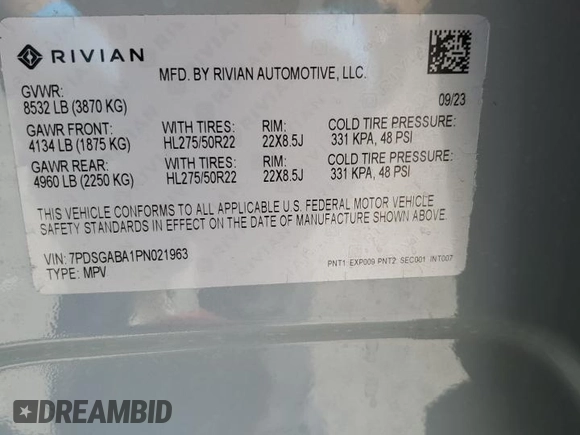 RIVIAN
MFD. BY RIVIAN AUTOMOTIVE, LLC.
GVWR:
8532 LB (3870 KG) 09/23
GAWR FRONT: WITH TIRES: RIM: COLD TIRE PRESSURE:
4134 LB (1875 KG) HL275/50R22 22X8.5J 331 KPA, 48 PSI
GAWR REAR: WITH TIRES: RIM: COLD TIRE PRESSURE:
4960 LB (2250 KG) HL275/50R22 22X8.5J 331 KPA, 48 PSI
THIS VEHICLE CONFORMS TO ALL APPLICABLE U.S. FEDERAL MOTOR VEHICLE
SAFETY STANDARDS IN EFFECT ON THE DATE OF MANUFACTURE SHOWN ABOVE.
VIN: 7PDSGABA1PN021963
TYPE: MPV
PNT1: EXP009 PNT2: SEC001 INT007
DREAMBID